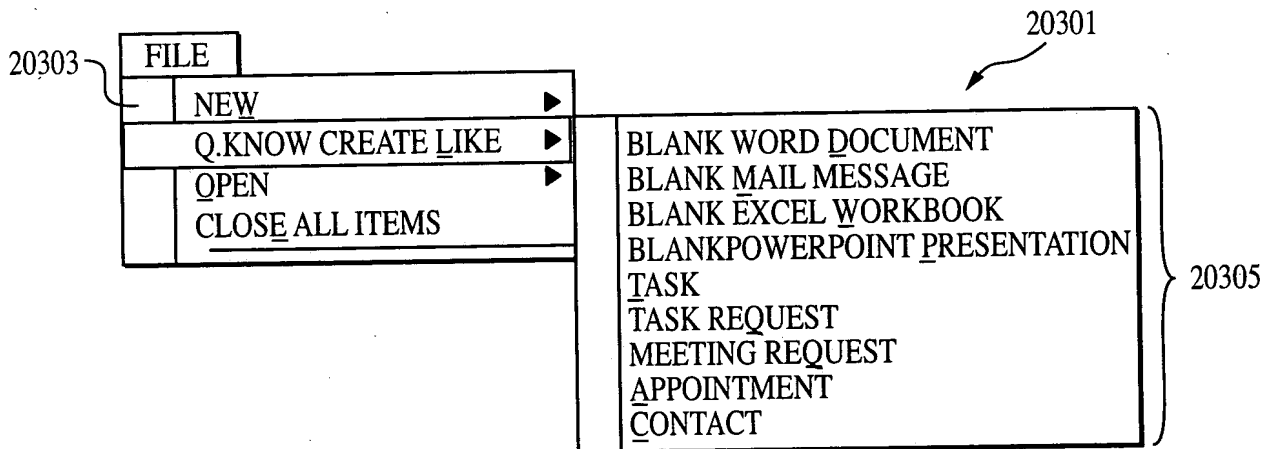 20301
20303
FILE
NEW
Q.KNOW CREATE LIKE
OPEN
CLOSE ALL ITEMS
BLANK WORD DOCUMENT
BLANK MAIL MESSAGE
BLANK EXCEL WORKBOOK
BLANKPOWERPOINT PRESENTATION
TASK
TASK REQUEST
MEETING REQUEST
APPOINTMENT
CONTACT
20305